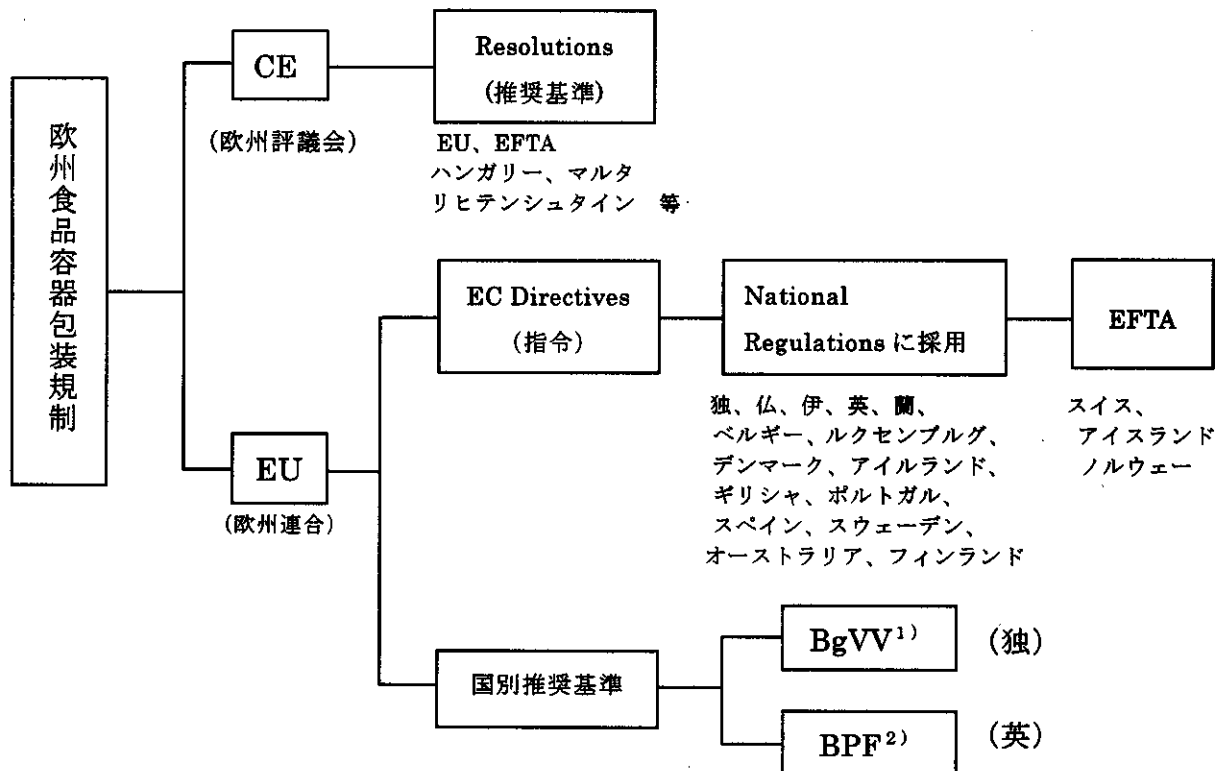 欧州食品容器包装規制
CE
(欧州評議会)
Resolutions
(推奨基準)
EU、EFTA
ハンガリー、マルタ
リヒテンシュタイン 等
EU
(欧州連合)
EC Directives
(指令)
National
Regulations に採用
独、仏、伊、英、蘭、
ベルギー、ルクセンブルグ、
デンマーク、アイルランド、
ギリシャ、ポルトガル、
スペイン、スウェーデン、
オーストラリア、フィンランド
EFTA
スイス、
アイスランド
ノルウェー
国別推奨基準
BgVV1) (独)
BPF2) (英)